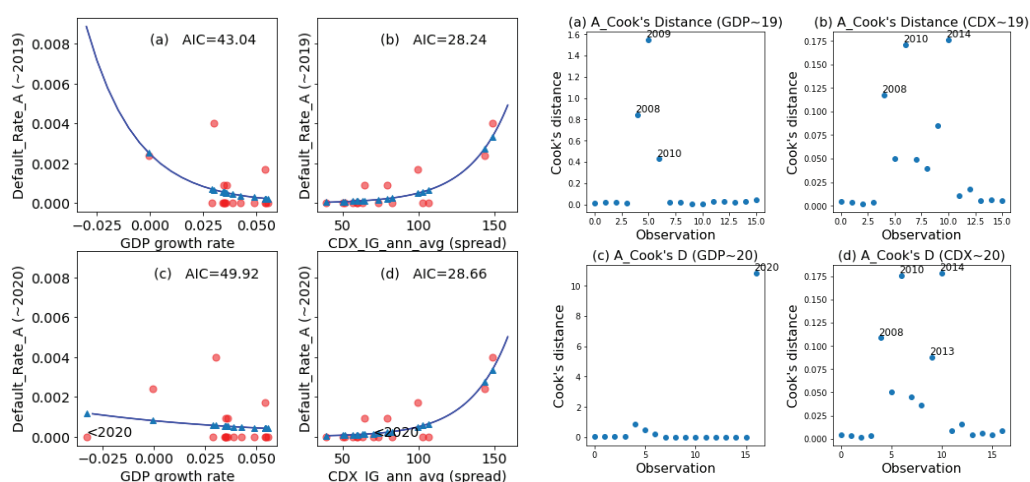 (a) AIC=43.04
Default_Rate_A (~2019)
0.008
0.006
0.004
0.002
0.000
−0.025 0.000 0.025 0.050
GDP growth rate
(b) AIC=28.24
Default_Rate_A (~2019)
50 100 150
CDX_IG_ann_avg (spread)
(c) AIC=49.92
Default_Rate_A (~2020)
0.008
0.006
0.004
0.002
0.000
<2020
−0.025 0.000 0.025 0.050
GDP growth rate
(d) AIC=28.66
Default_Rate_A (~2020)
<2020
50 100 150
CDX_IG_ann_avg (spread)
(a) A_Cook's Distance (GDP~19)
Cook's distance
1.6
1.4
1.2
1.0
0.8
0.6
0.4
0.2
0.0
2009
2008
2010
0.0 2.5 5.0 7.5 10.0 12.5 15.0
Observation
(b) A_Cook's Distance (CDX~19)
Cook's distance
0.175
0.150
0.125
0.100
0.075
0.050
0.025
0.000
2014
2010
2008
0.0 2.5 5.0 7.5 10.0 12.5 15.0
Observation
(c) A_Cook's D (GDP~20)
Cook's distance
10
8
6
4
2
0
2020
0 5 10 15
Observation
(d) A_Cook's D (CDX~20)
Cook's distance
0.175
0.150
0.125
0.100
0.075
0.050
0.025
0.000
2010
2014
2008
2013
0 5 10 15
Observation